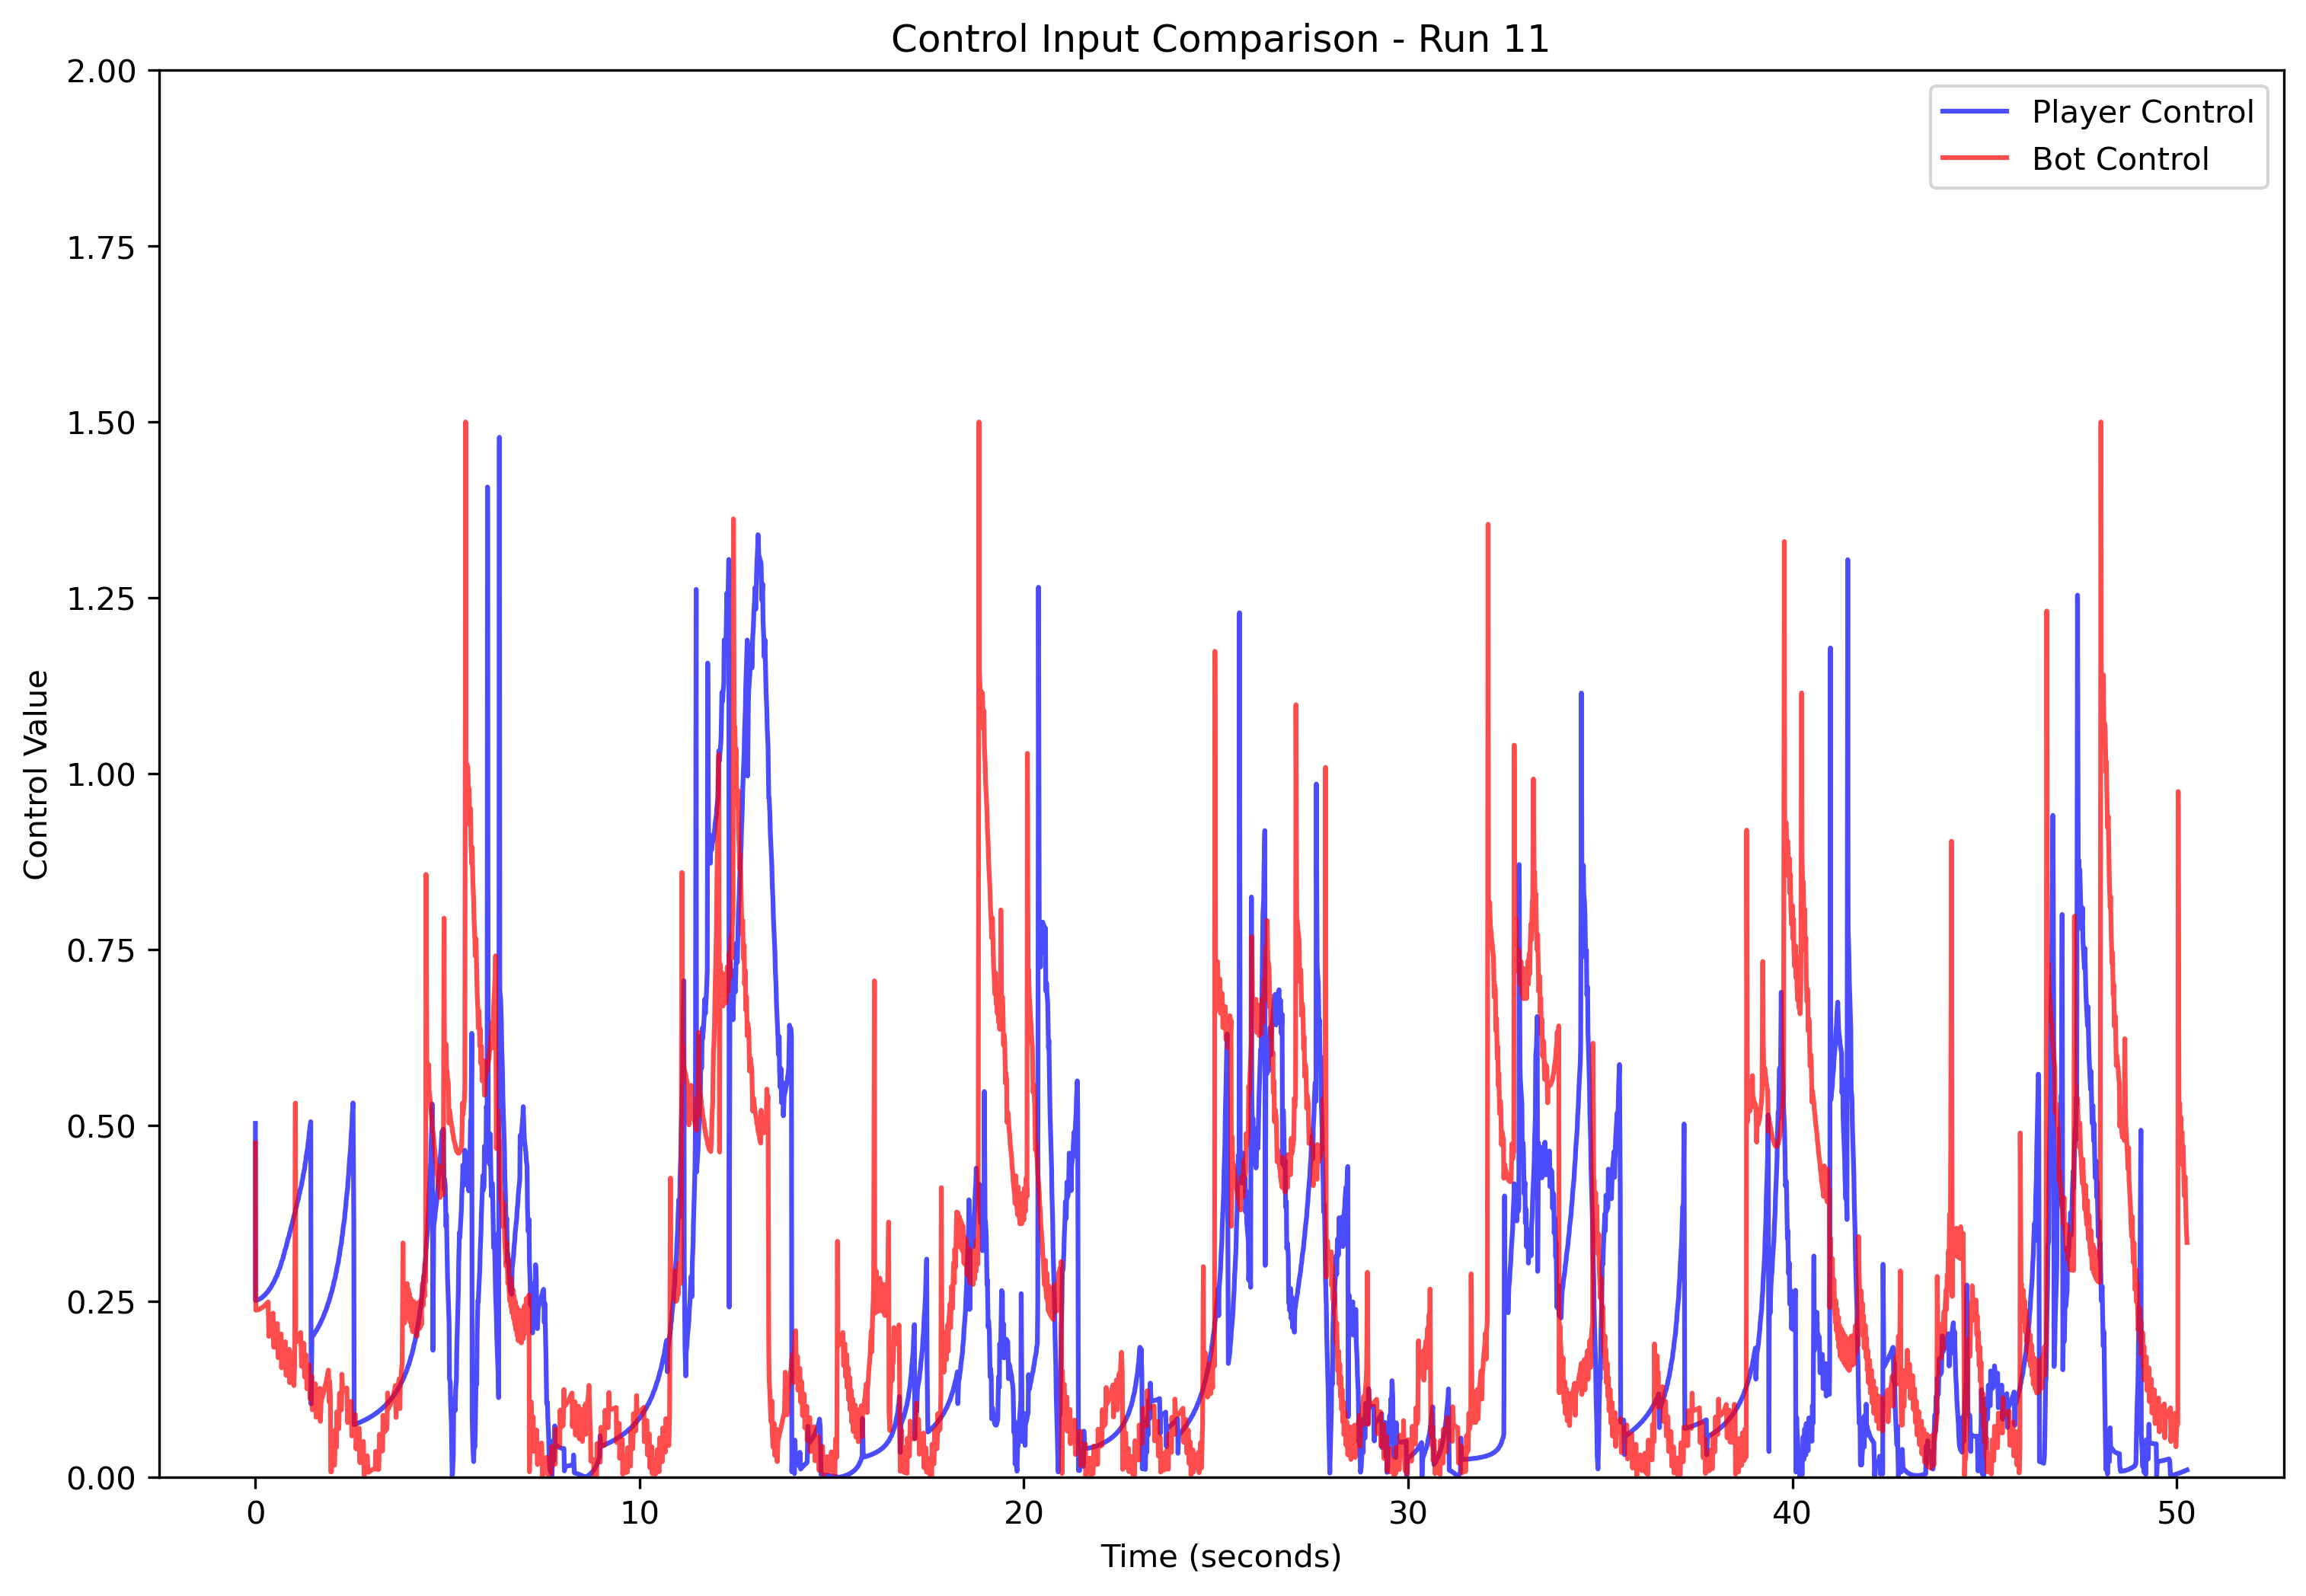 Control Input Comparison - Run 11
Player Control
Bot Control
Control Value
2.00
1.75
1.50
1.25
1.00
0.75
0.50
0.25
0.00
0 10 20 30 40 50
Time (seconds)